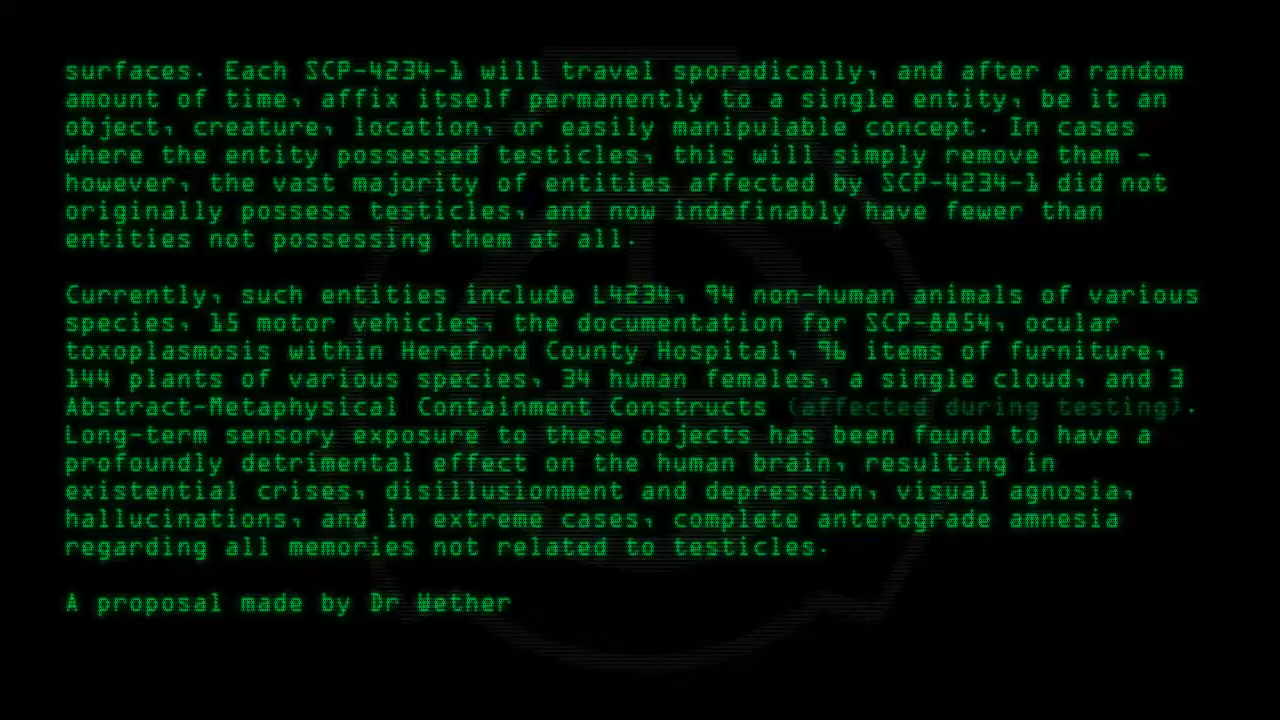 surfaces. Each SCP-4234-1 will travel sporadically, and after a random
amount of time, affix itself permanently to a single entity, be it an
object, creature, location, or easily manipulable concept. In cases
where the entity possessed testicles, this will simply remove them -
however, the vast majority of entities affected by SCP-4234-1 did not
originally possess testicles, and now indefinably have fewer than
entities not possessing them at all.
Currently, such entities include L4234, 94 non-human animals of various
species, 15 motor vehicles, the documentation for SCP-8854, ocular
toxoplasmosis within Hereford County Hospital, 96 items of furniture,
144 plants of various species, 34 human females, a single cloud, and 3
Abstract-Metaphysical Containment Constructs (affected during testing).
Long-term sensory exposure to these objects has been found to have a
profoundly detrimental effect on the human brain, resulting in
existential crises, disillusionment and depression, visual agnosia,
hallucinations, and in extreme cases, complete anterograde amnesia
regarding all memories not related to testicles.
A proposal made by Dr Wether